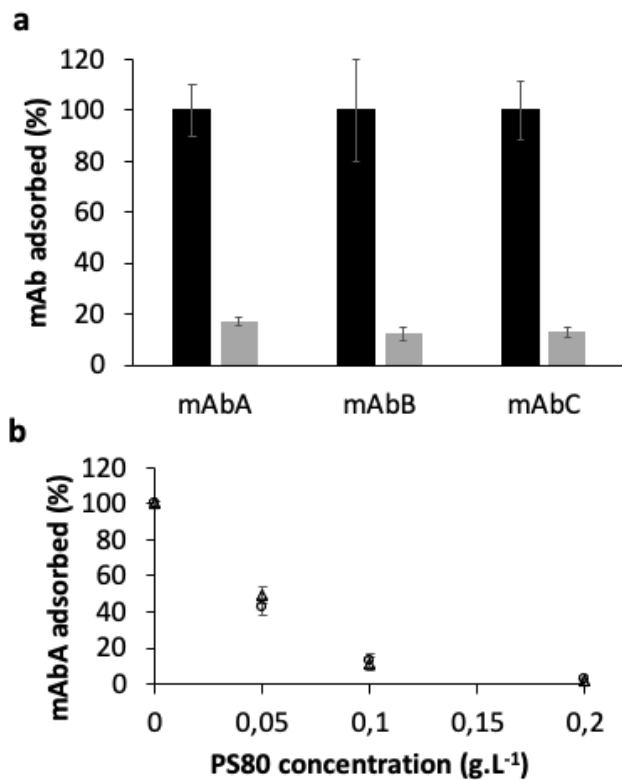 a
mAb adsorbed (%)
120
100
80
60
40
20
0
mAbA mAbB mAbC
b
mAbA adsorbed (%)
120
100
80
60
40
20
0
0 0,05 0,1 0,15 0,2
PS80 concentration (g.L⁻¹)